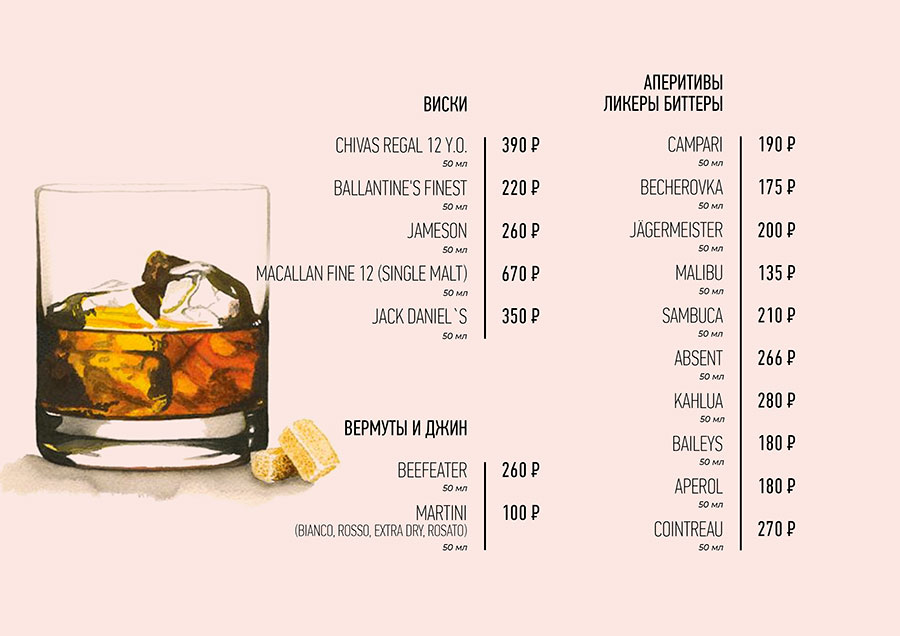 ВИСКИ
CHIVAS REGAL 12 Y.O. 390 ₽
50 мл
BALLANTINE'S FINEST 220 ₽
50 мл
JAMESON 260 ₽
50 мл
MACALLAN FINE 12 (SINGLE MALT) 670 ₽
50 мл
JACK DANIEL`S 350 ₽
50 мл
ВЕРМУТЫ И ДЖИН
BEEFEATER 260 ₽
50 мл
MARTINI 100 ₽
(BIANCO, ROSSO, EXTRA DRY, ROSATO)
50 мл
АПЕРИТИВЫ
ЛИКЕРЫ БИТТЕРЫ
CAMPARI 190 ₽
50 мл
BECHEROVKA 175 ₽
50 мл
JÄGERMEISTER 200 ₽
50 мл
MALIBU 135 ₽
50 мл
SAMBUCA 210 ₽
50 мл
ABSENT 266 ₽
50 мл
KAHLUA 280 ₽
50 мл
BAILEYS 180 ₽
50 мл
APEROL 180 ₽
50 мл
COINTREAU 270 ₽
50 мл